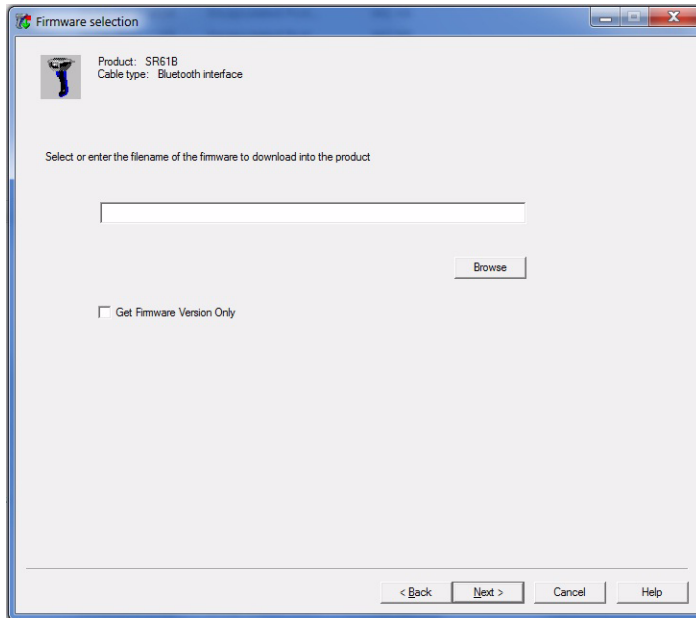 Firmware selection
Product: SR61B
Cable type: Bluetooth interface
Select or enter the filename of the firmware to download into the product
Browse
Get Firmware Version Only
< Back Next > Cancel Help